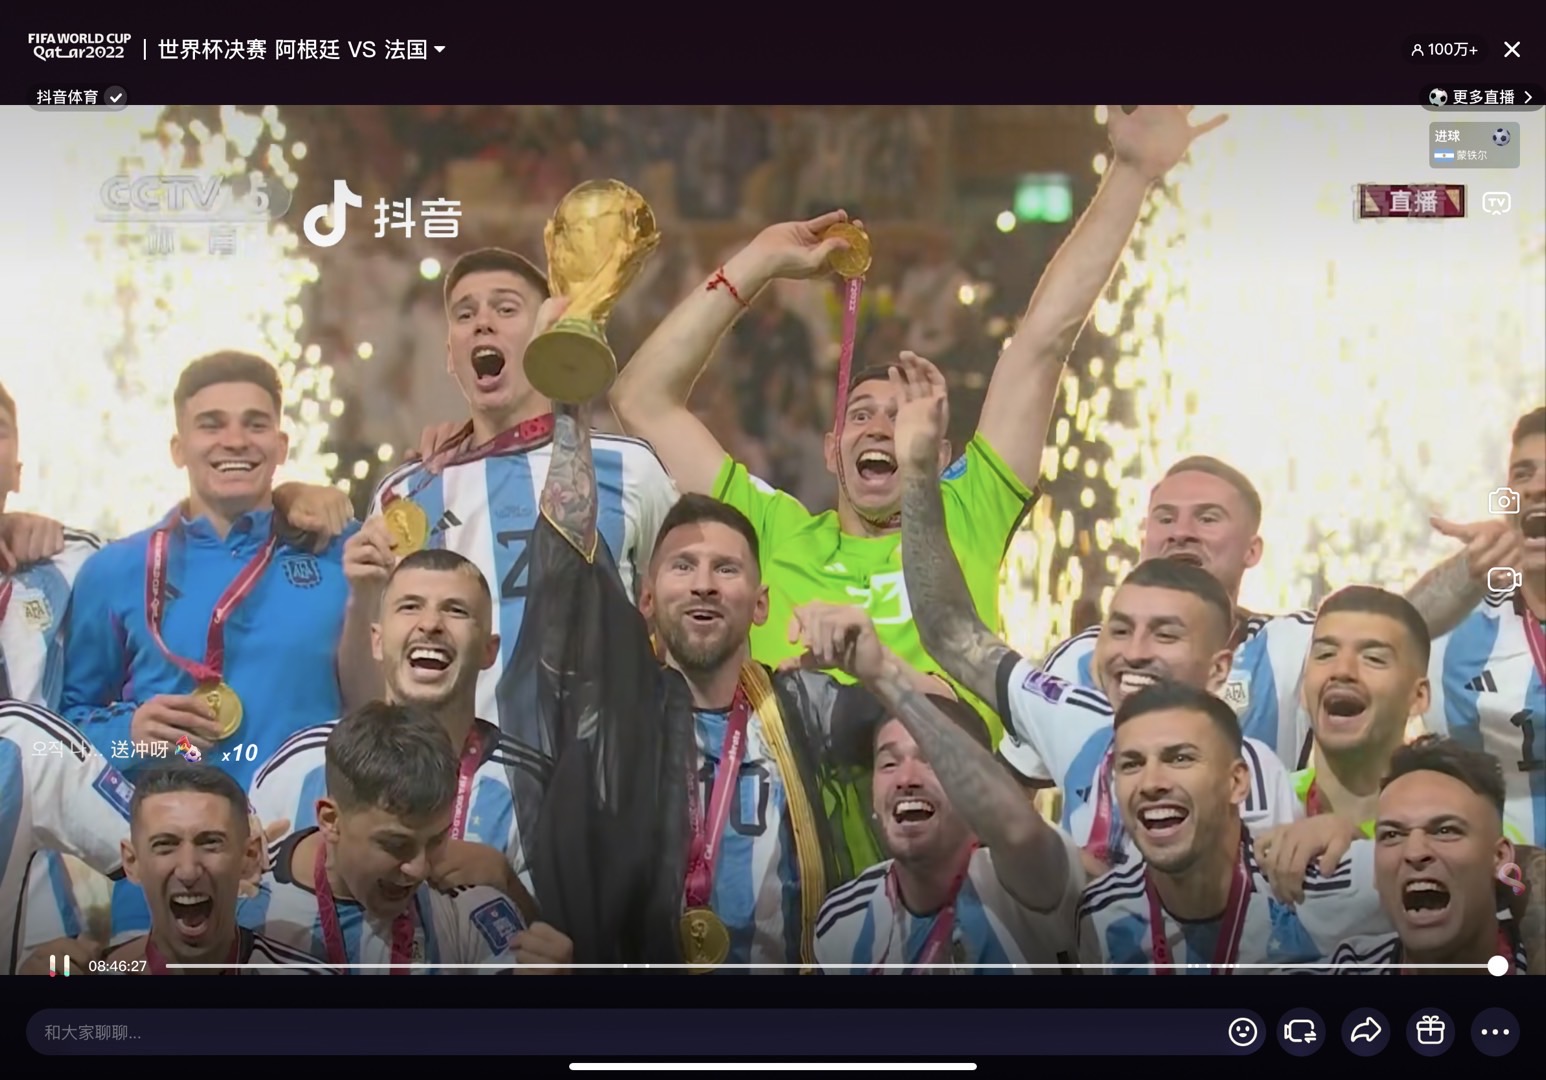 FIFA WORLD CUP
Qatar2022
世界杯决赛 阿根廷 VS 法国
100万+
抖音体育
更多直播
进球
蒙铁尔
CCTV 5
体育
抖音
直播
TV
오직 나... 送冲呀 x10
10
08:46:27
和大家聊聊...